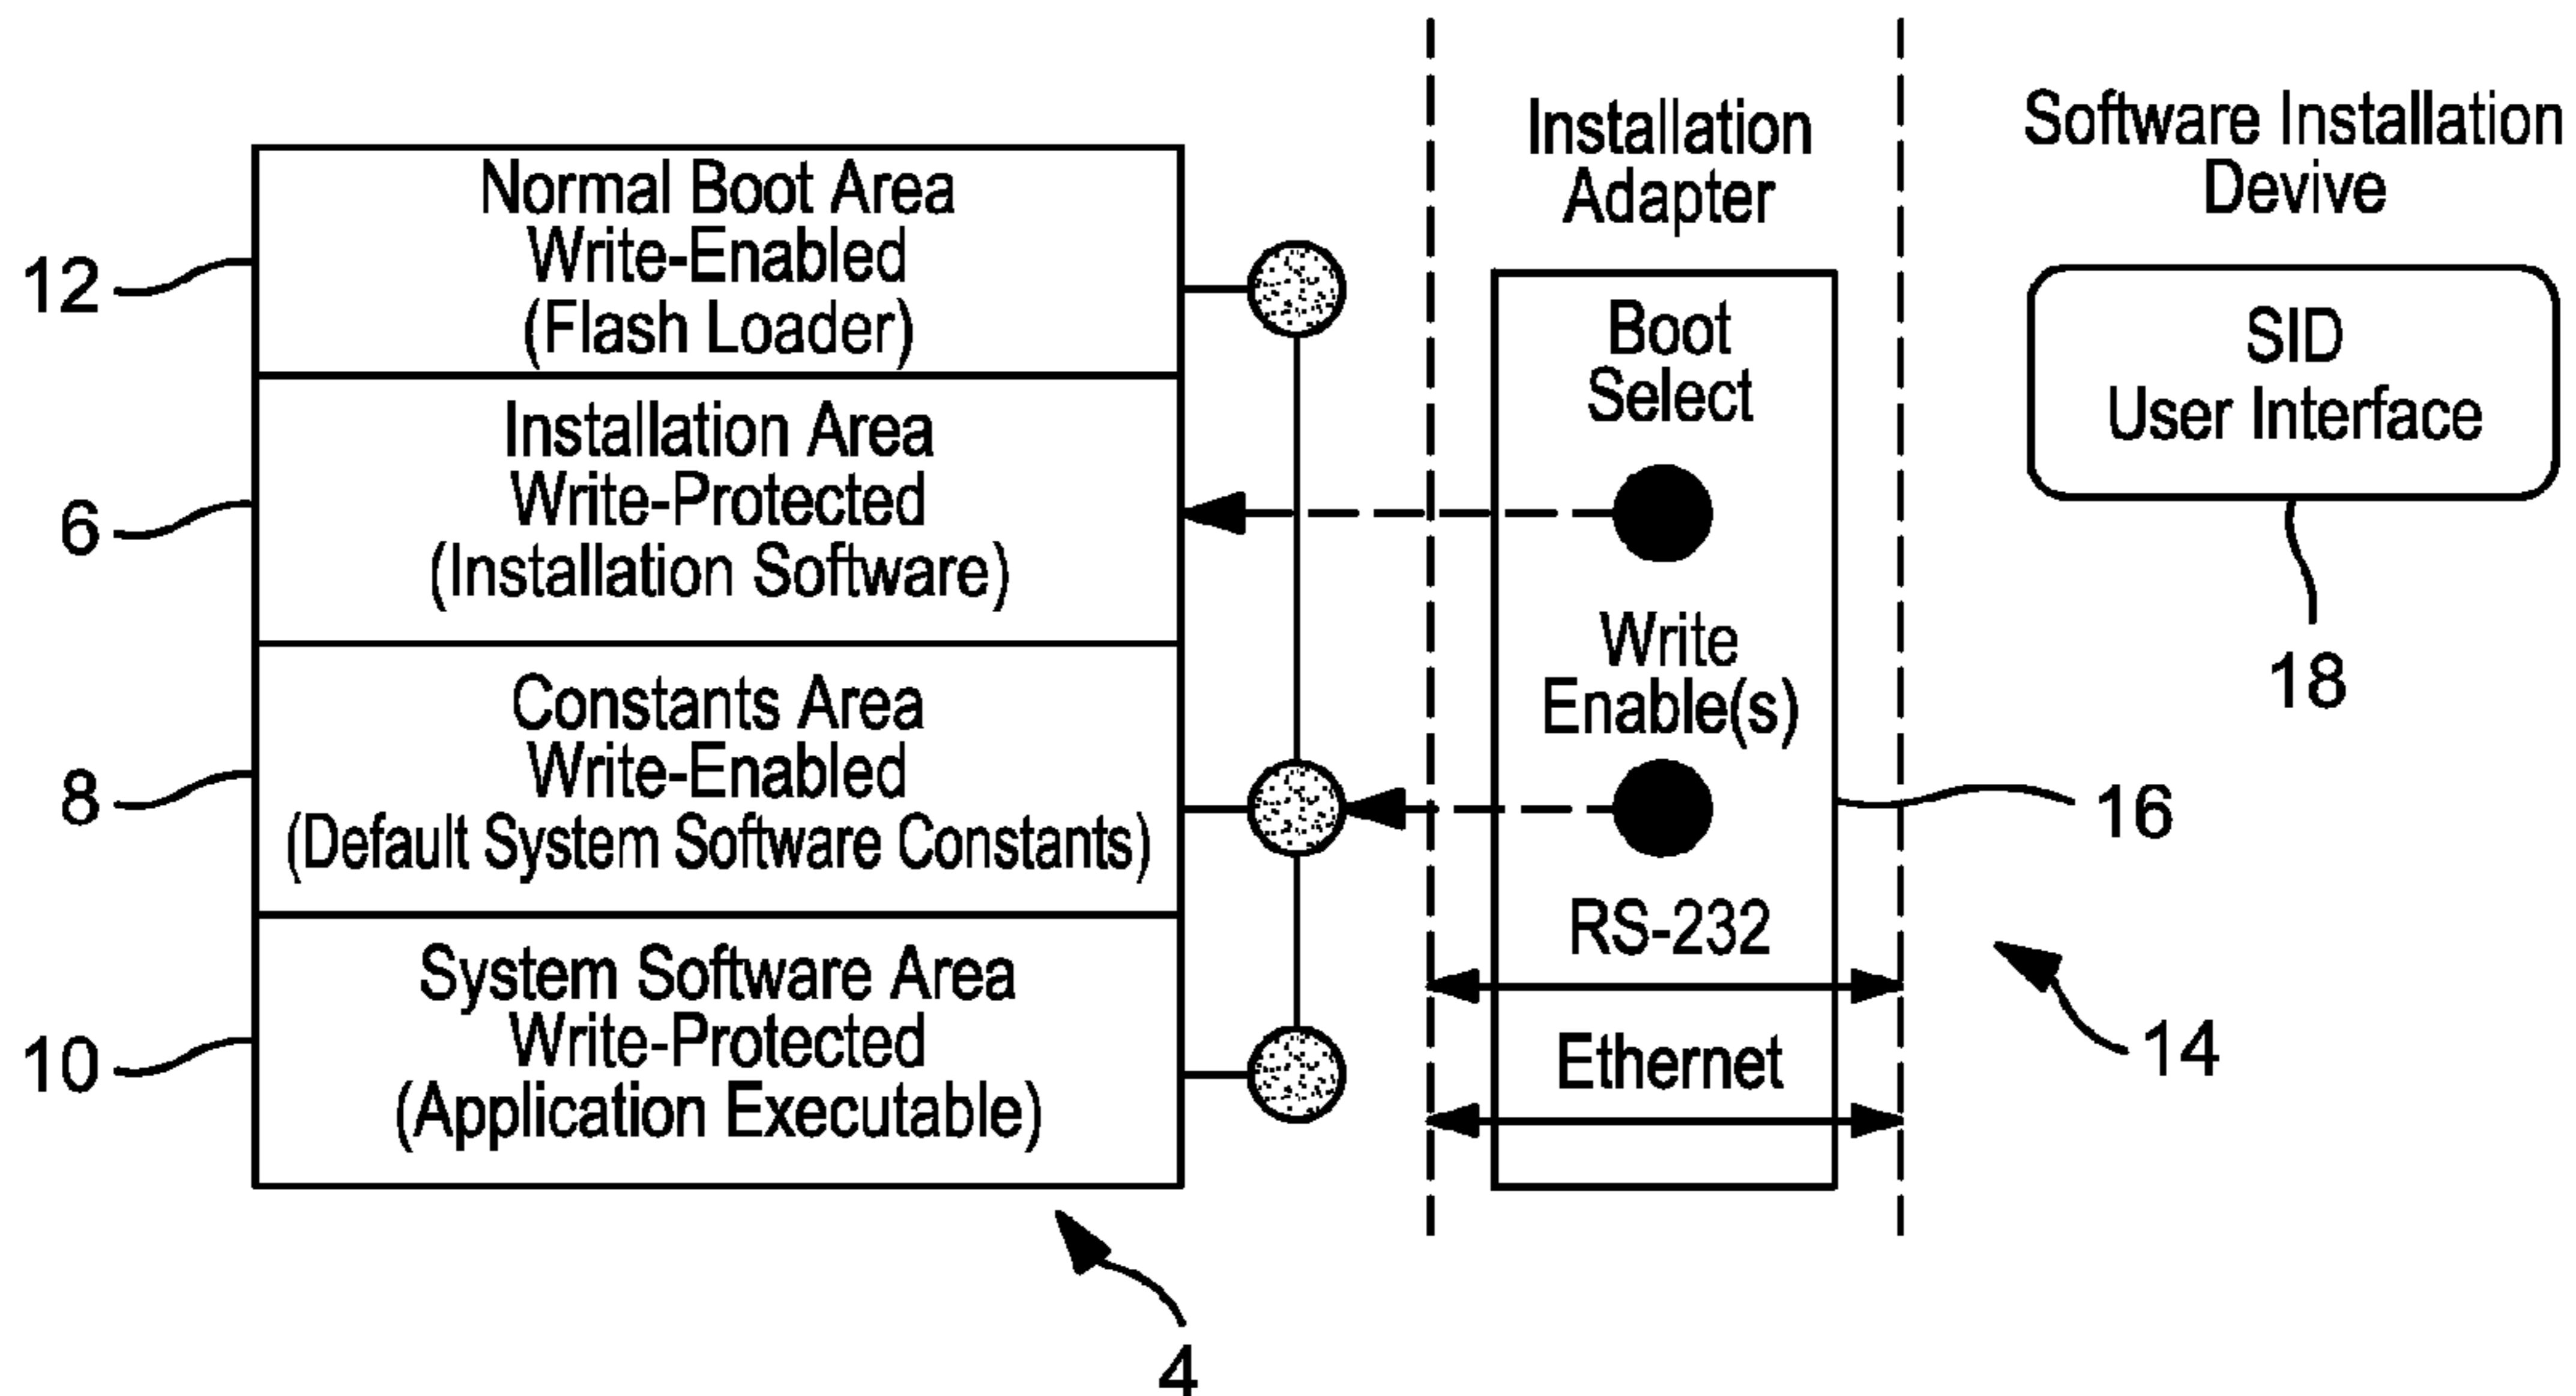 Normal Boot Area
Write-Enabled
(Flash Loader)
12
Installation Area
Write-Protected
(Installation Software)
6
Constants Area
Write-Enabled
(Default System Software Constants)
8
System Software Area
Write-Protected
(Application Executable)
10
4
Installation
Adapter
Boot
Select
Write
Enable(s)
RS-232
Ethernet
16
Software Installation
Devive
SID
User Interface
18
14